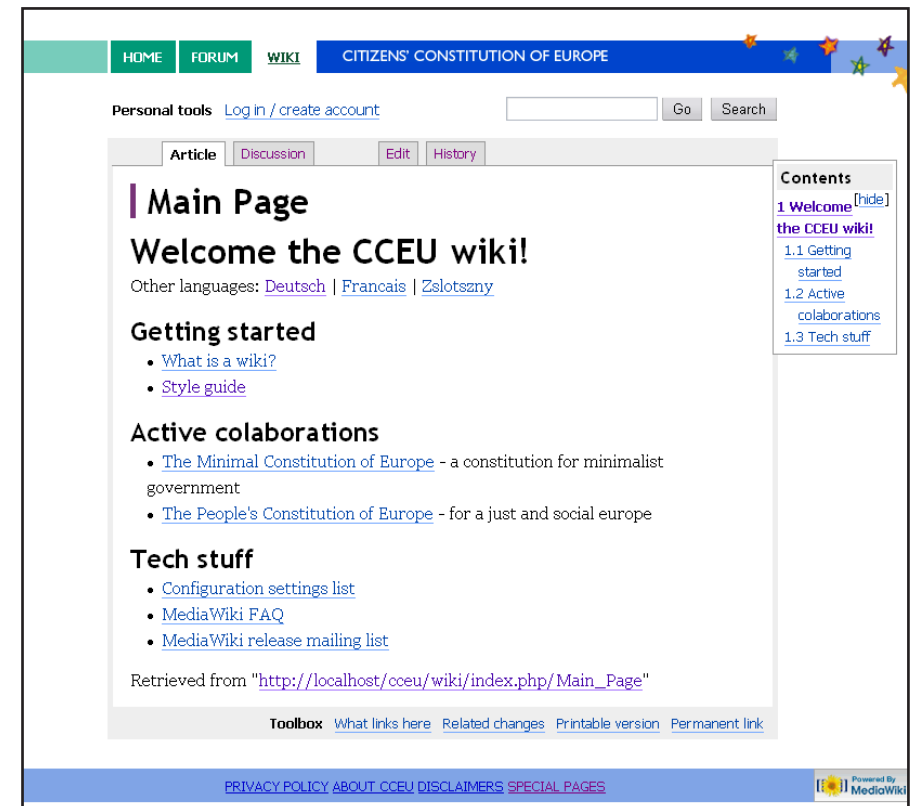 HOME FORUM WIKI CITIZENS' CONSTITUTION OF EUROPE
Personal tools Log in / create account Go Search
Article Discussion Edit History
Main Page
Welcome the CCEU wiki!
Other languages: Deutsch | Francais | Zslotszny
Getting started
• What is a wiki?
• Style guide
Active colaborations
• The Minimal Constitution of Europe - a constitution for minimalist
government
• The People's Constitution of Europe - for a just and social europe
Tech stuff
• Configuration settings list
• MediaWiki FAQ
• MediaWiki release mailing list
Retrieved from "http://localhost/cceu/wiki/index.php/Main_Page"
Toolbox What links here Related changes Printable version Permanent link
Contents
[hide]
1 Welcome
the CCEU wiki!
1.1 Getting
started
1.2 Active
colaborations
1.3 Tech stuff
PRIVACY POLICY ABOUT CCEU DISCLAIMERS SPECIAL PAGES
Powered By
MediaWiki